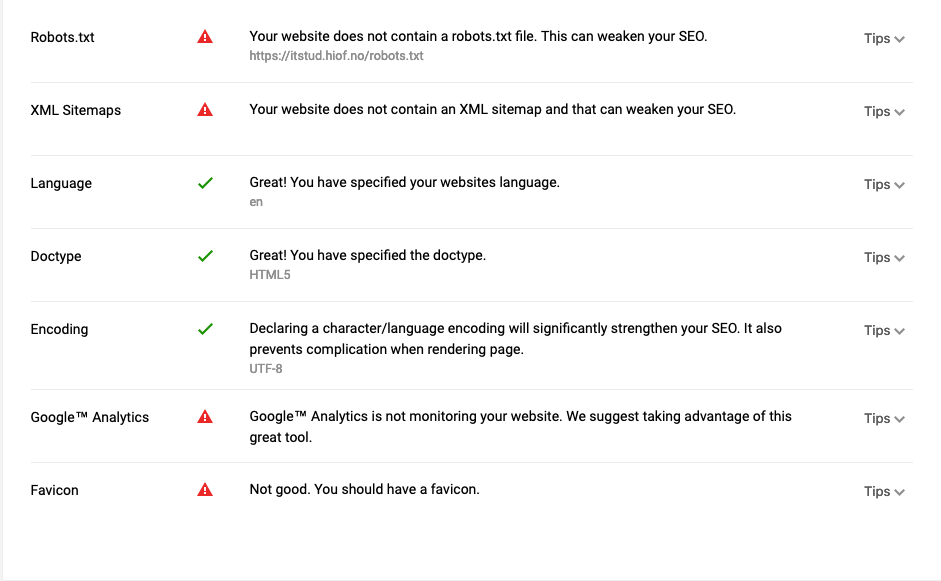 Robots.txt
Your website does not contain a robots.txt file. This can weaken your SEO.
Tips
https://itstud.hiof.no/robots.txt
XML Sitemaps
Your website does not contain an XML sitemap and that can weaken your SEO.
Tips
Language
Great! You have specified your websites language.
Tips
en
Doctype
Great! You have specified the doctype.
Tips
HTML5
Encoding
Declaring a character/language encoding will significantly strengthen your SEO. It also
Tips
prevents complication when rendering page.
UTF-8
Google™ Analytics
Google™ Analytics is not monitoring your website. We suggest taking advantage of this
Tips
great tool.
Favicon
Not good. You should have a favicon.
Tips